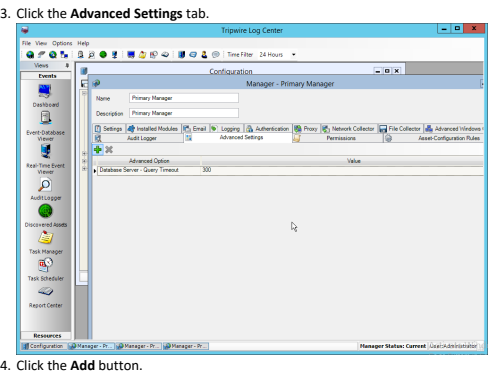 3. Click the Advanced Settings tab.
Tripwire Log Center
File View Options Help
Time Filter 24 Hours
Views
Events
Dashboard
Event-Database Viewer
Real-Time Event Viewer
Audit Logger
Discovered Assets
Task Manager
Task Scheduler
Report Center
Resources
Configuration
Manager - Primary Manager
Name Primary Manager
Description Primary Manager
Settings Installed Modules Email Logging Authentication Proxy Network Collector File Collector Advanced Windows
Audit Logger Advanced Settings Permissions Asset-Configuration Rules
Advanced Option Value
Database Server - Query Timeout 300
Configuration Manager - Pr... Manager - Pr... Manager - Pr...
Manager Status: Current User: Administrator
4. Click the Add button.